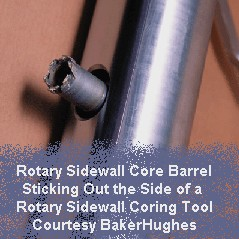 Rotary Sidewall Core Barrel
Sticking Out the Side of a
Rotary Sidewall Coring Tool
Courtesy BakerHughes